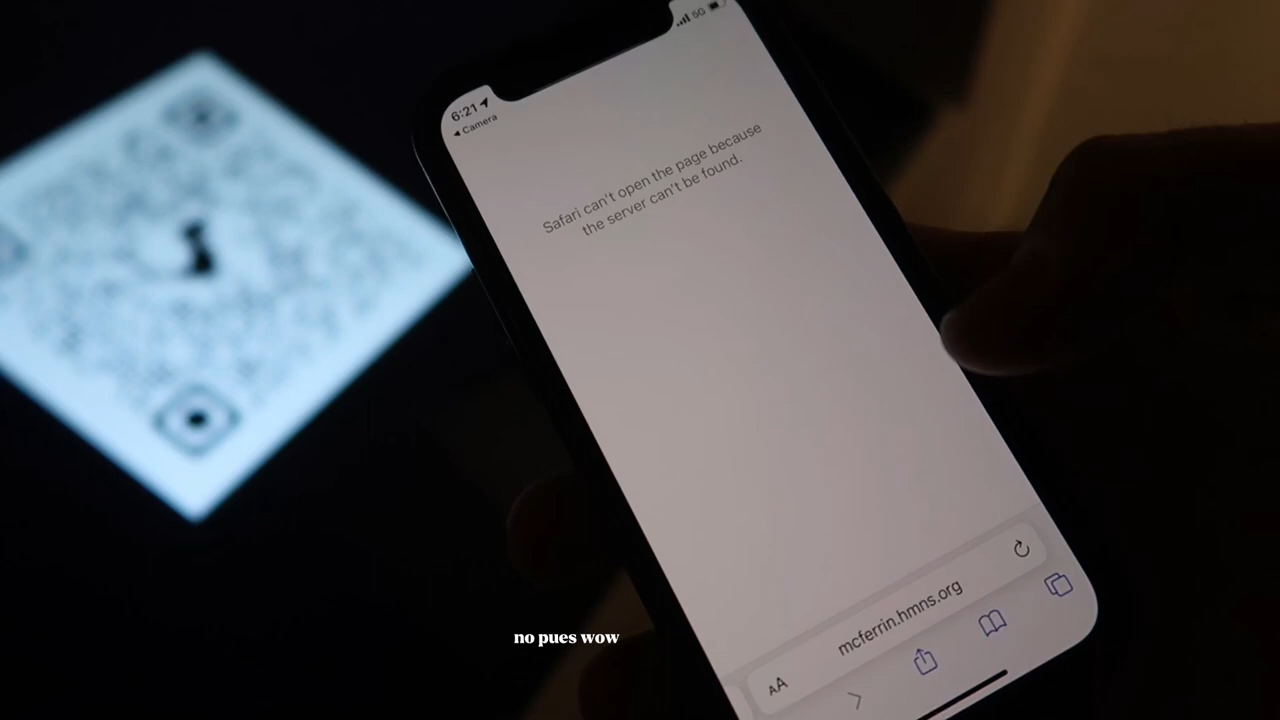 6:21
5G
Camera
Safari can't open the page because
the server can't be found.
AA
mcferrin.hmns.org
no pues wow